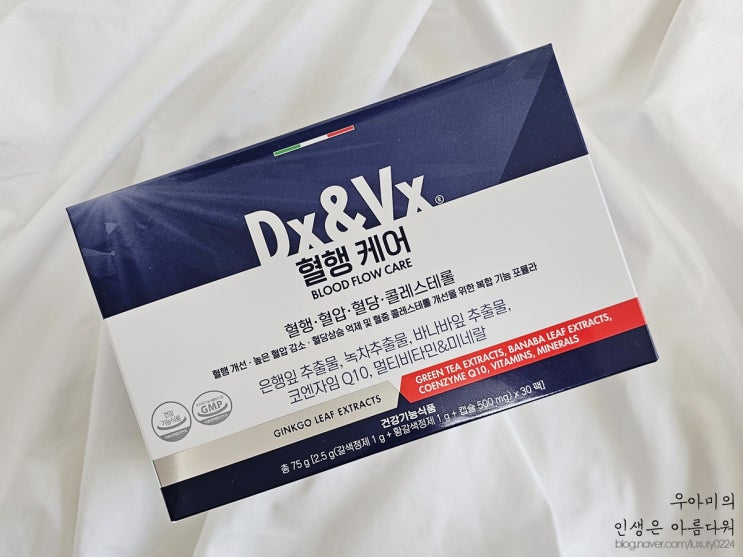 Dx&Vx
혈행 케어
BLOOD FLOW CARE
혈행·혈압·혈당·콜레스테롤
혈행 개선·높은 혈압 감소·혈당상승 억제 및 혈중 콜레스테롤 개선을 위한 복합 기능 포뮬라
은행잎 추출물, 녹차추출물, 바나바잎 추출물,
코엔자임 Q10, 멀티비타민&미네랄
GREEN TEA EXTRACTS, BANABA LEAF EXTRACTS,
COENZYME Q10, VITAMINS, MINERALS
GINKGO LEAF EXTRACTS
건강
기능식품
GMP
건강기능식품
총 75 g [2.5 g(갈색정제 1 g + 황갈색정제 1 g + 캡슐 500 mg) x 30 팩]
우아미의
인생은 아름다워
blog.naver.com/luxury0224